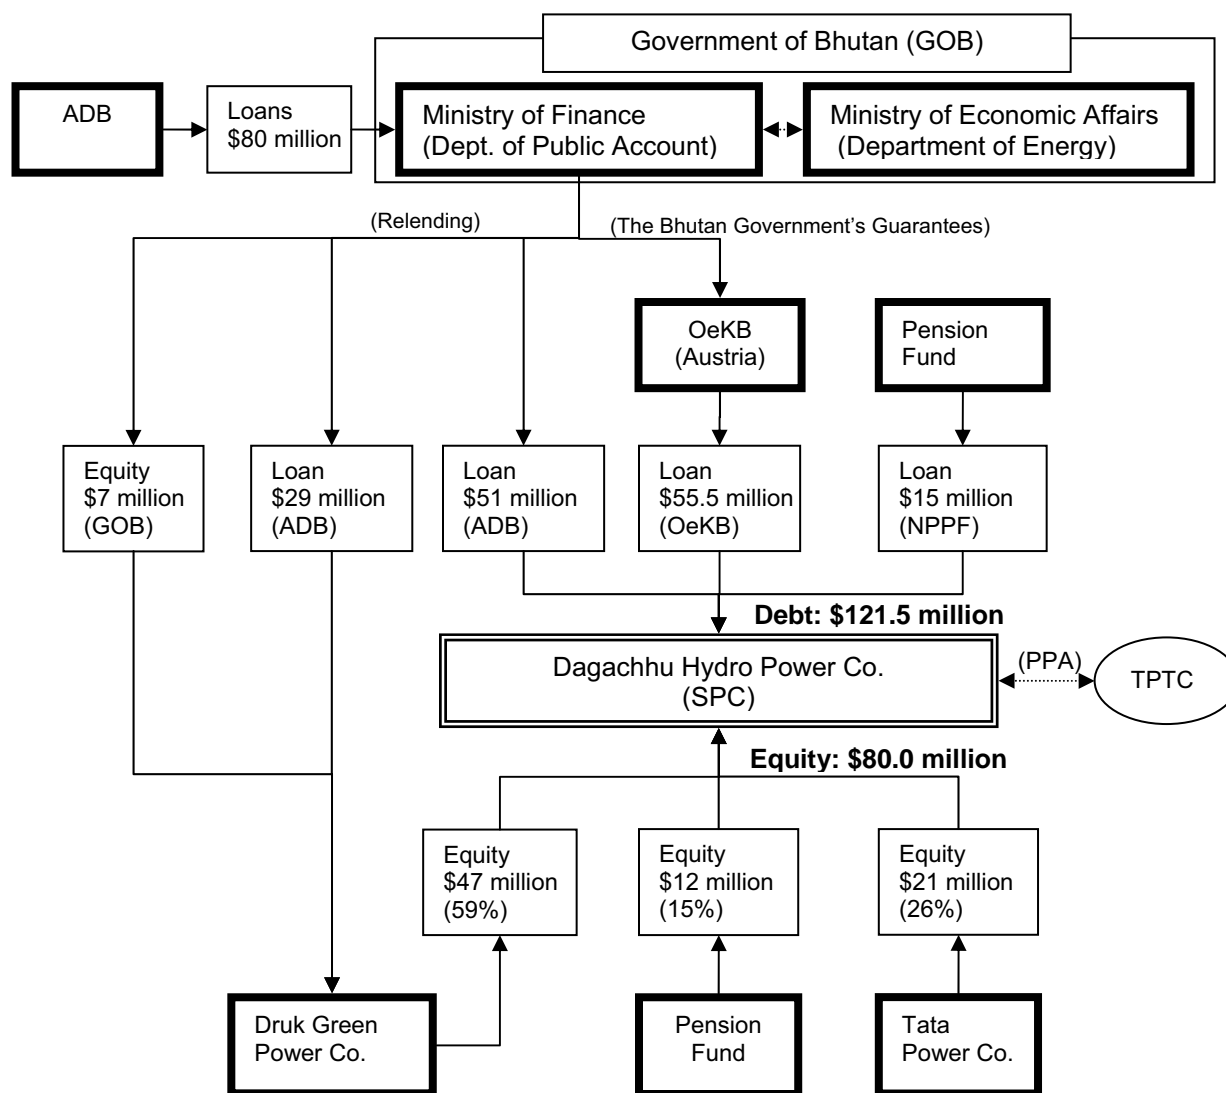 Government of Bhutan (GOB)
ADB
Loans
$80 million
Ministry of Finance
(Dept. of Public Account)
Ministry of Economic Affairs
(Department of Energy)
(Relending)
(The Bhutan Government's Guarantees)
OeKB
(Austria)
Pension
Fund
Equity
$7 million
(GOB)
Loan
$29 million
(ADB)
Loan
$51 million
(ADB)
Loan
$55.5 million
(OeKB)
Loan
$15 million
(NPPF)
Debt: $121.5 million
Dagachhu Hydro Power Co.
(SPC)
(PPA)
TPTC
Equity: $80.0 million
Equity
$47 million
(59%)
Equity
$12 million
(15%)
Equity
$21 million
(26%)
Druk Green
Power Co.
Pension
Fund
Tata
Power Co.